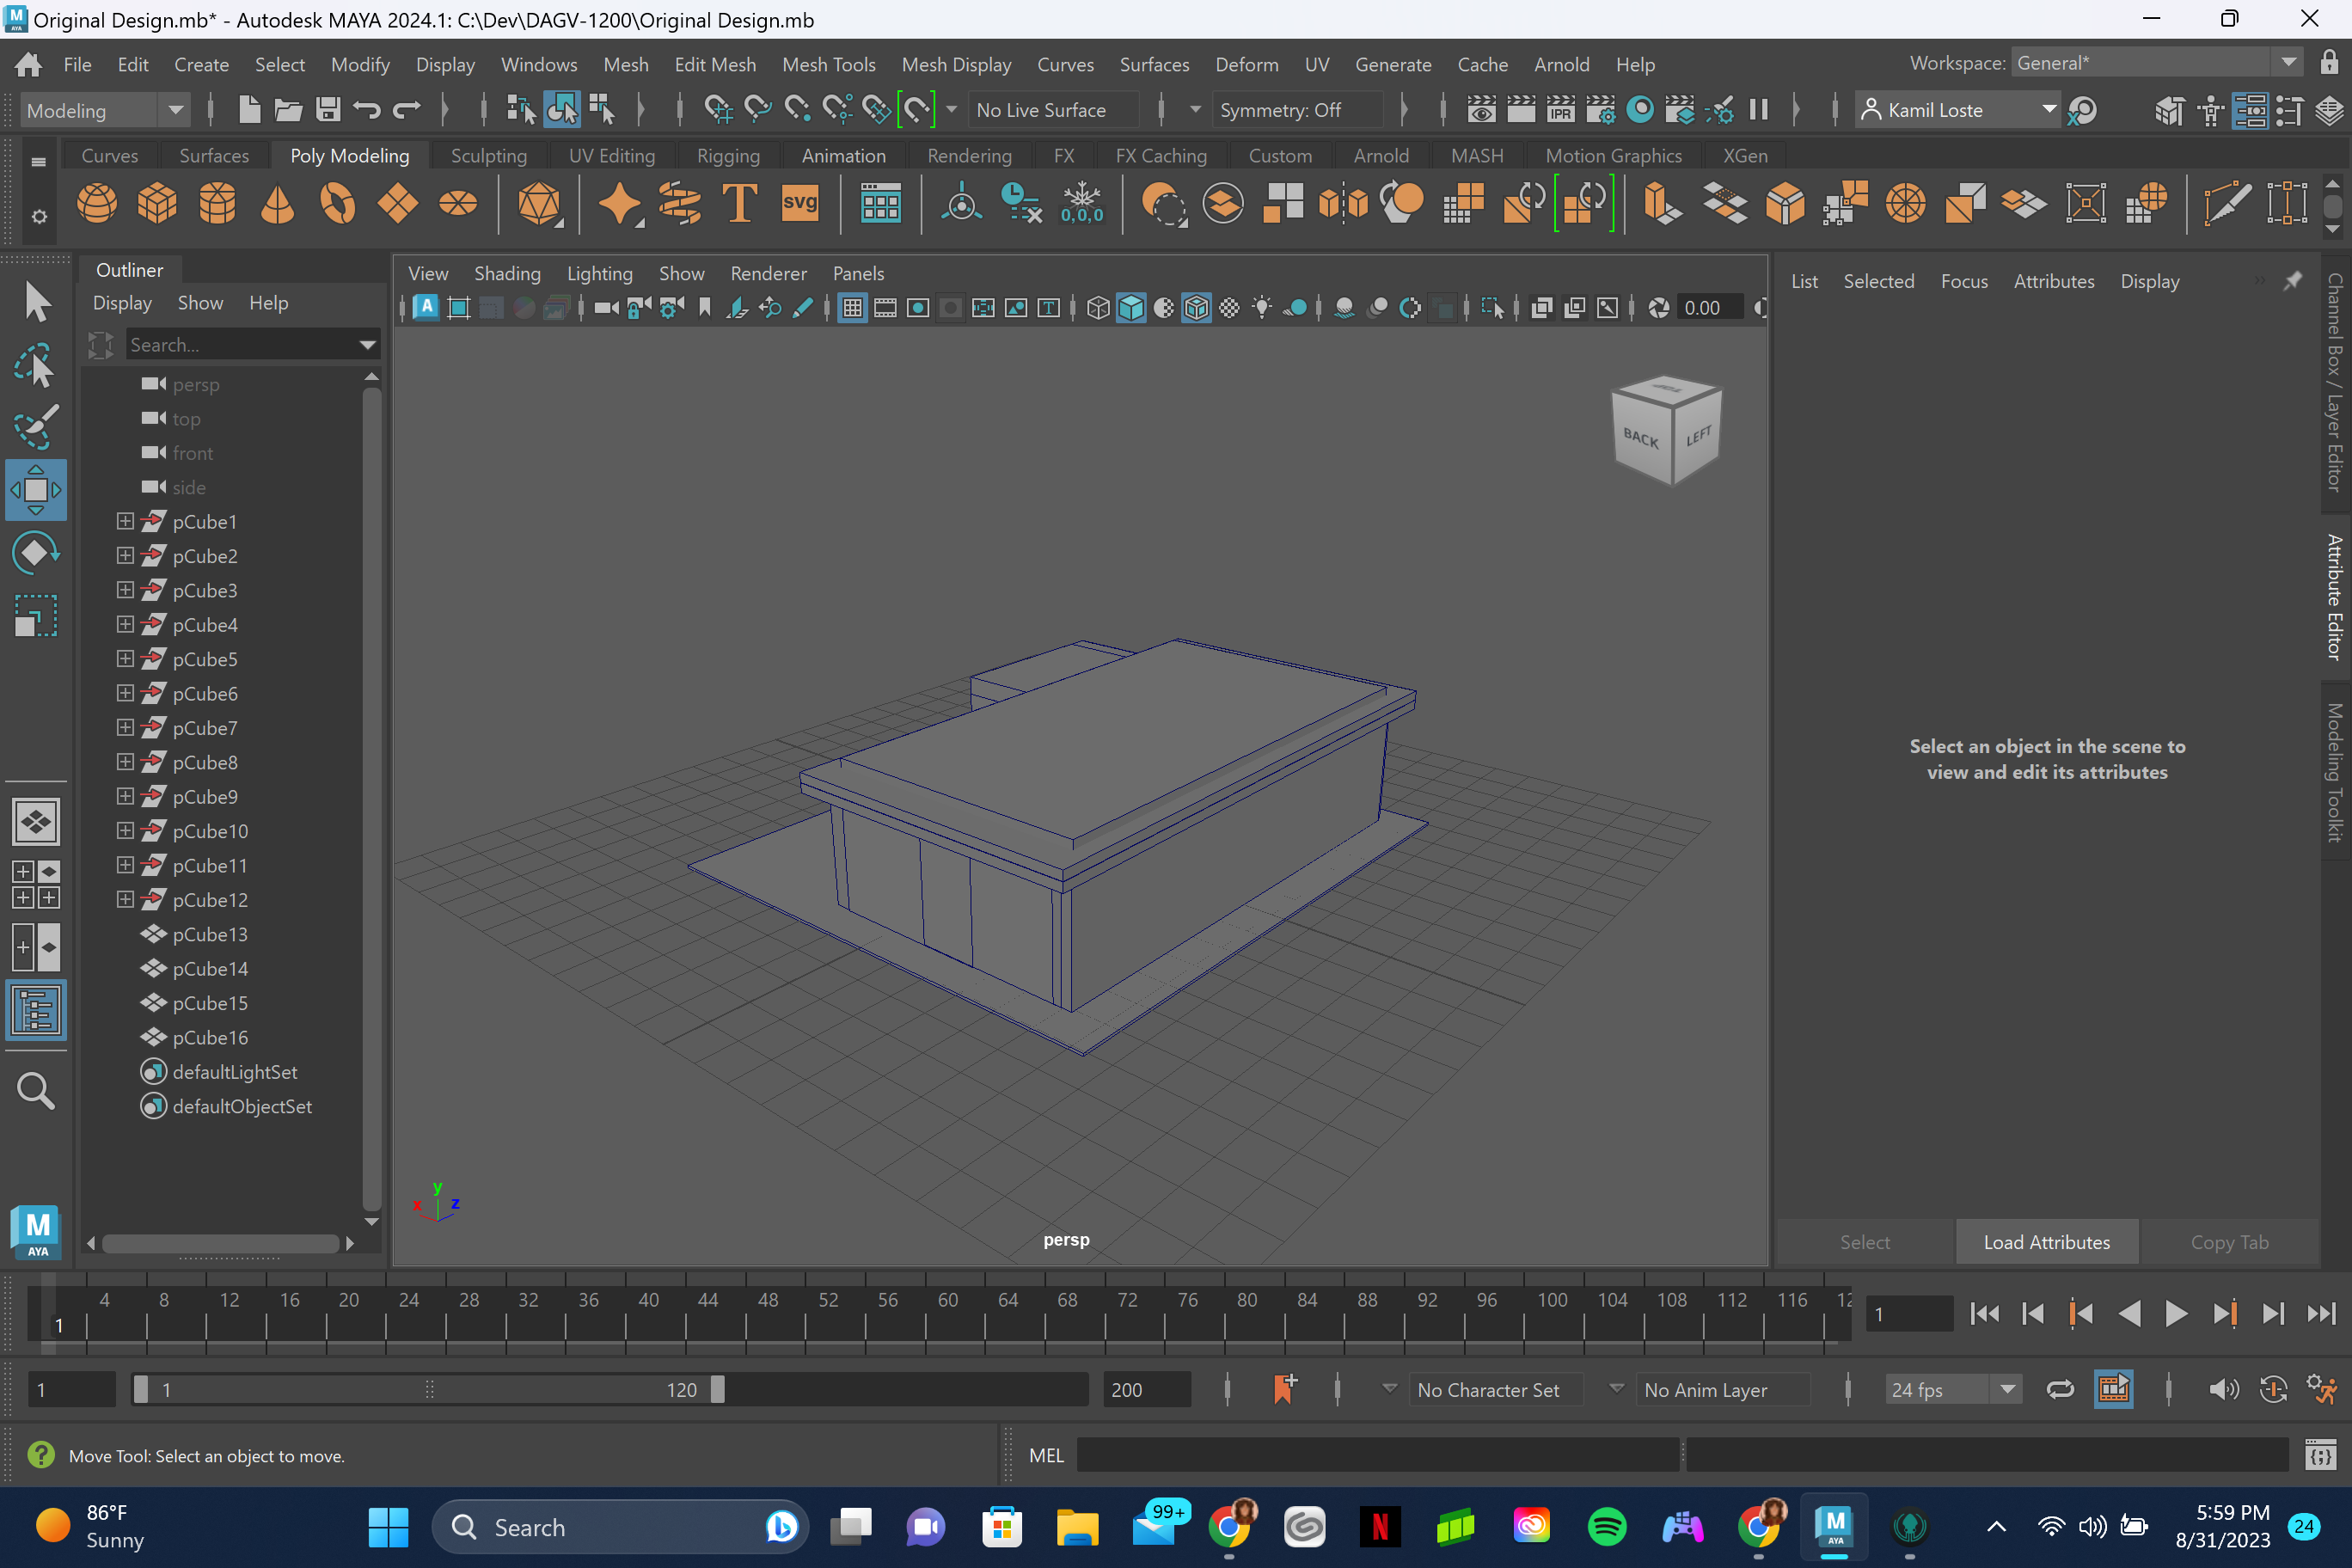 Original Design.mb* - Autodesk MAYA 2024.1: C:\Dev\DAGV-1200\Original Design.mb
File Edit Create Select Modify Display Windows Mesh Edit Mesh Mesh Tools Mesh Display Curves Surfaces Deform UV Generate Cache Arnold Help Workspace: General*
Modeling No Live Surface Symmetry: Off IPR Kamil Loste
Curves Surfaces Poly Modeling Sculpting UV Editing Rigging Animation Rendering FX FX Caching Custom Arnold MASH Motion Graphics XGen
T svg 0,0,0
Outliner
Display Show Help
Search...
persp
top
front
side
pCube1
pCube2
pCube3
pCube4
pCube5
pCube6
pCube7
pCube8
pCube9
pCube10
pCube11
pCube12
pCube13
pCube14
pCube15
pCube16
defaultLightSet
defaultObjectSet
M
AYA
View Shading Lighting Show Renderer Panels
0.00
TOP
BACK LEFT
y
x z
persp
List Selected Focus Attributes Display
Select an object in the scene to
view and edit its attributes
Select Load Attributes Copy Tab
Channel Box / Layer Editor
Attribute Editor
Modeling Toolkit
4 8 12 16 20 24 28 32 36 40 44 48 52 56 60 64 68 72 76 80 84 88 92 96 100 104 108 112 116 12
1 1
1 1 120 200 No Character Set No Anim Layer 24 fps
Move Tool: Select an object to move. MEL
86°F
Sunny
Search
99+
N
M
AYA
5:59 PM
8/31/2023
24